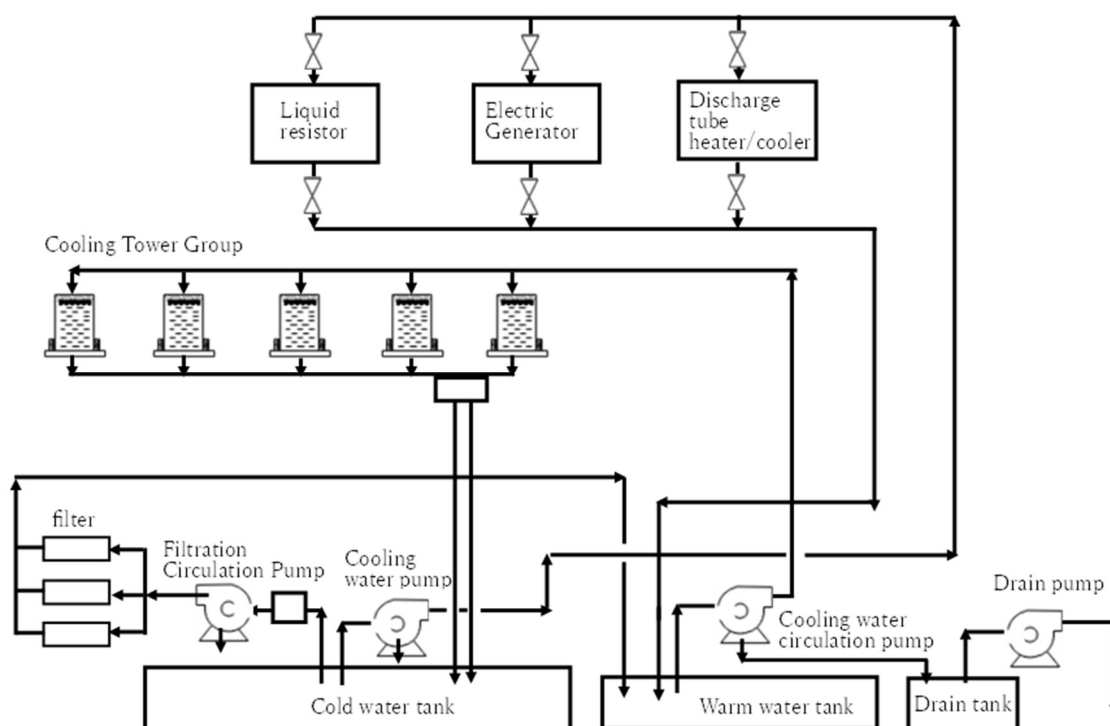 Liquid
resistor
Electric
Generator
Discharge
tube
heater/cooler
Cooling Tower Group
filter
Filtration
Circulation Pump
Cooling
water pump
Drain pump
Cooling water
circulation pump
Cold water tank
Warm water tank
Drain tank